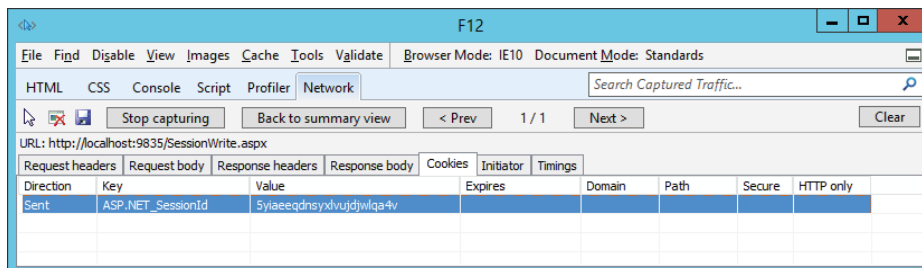 F12
File Find Disable View Images Cache Tools Validate Browser Mode: IE10 Document Mode: Standards
HTML CSS Console Script Profiler Network Search Captured Traffic...
Stop capturing Back to summary view < Prev 1 / 1 Next > Clear
URL: http://localhost:9835/SessionWrite.aspx
Request headers Request body Response headers Response body Cookies Initiator Timings
Direction Key Value Expires Domain Path Secure HTTP only
Sent ASP.NET_SessionId 5yiaeeqdnsyxlvujdjwlqa4v